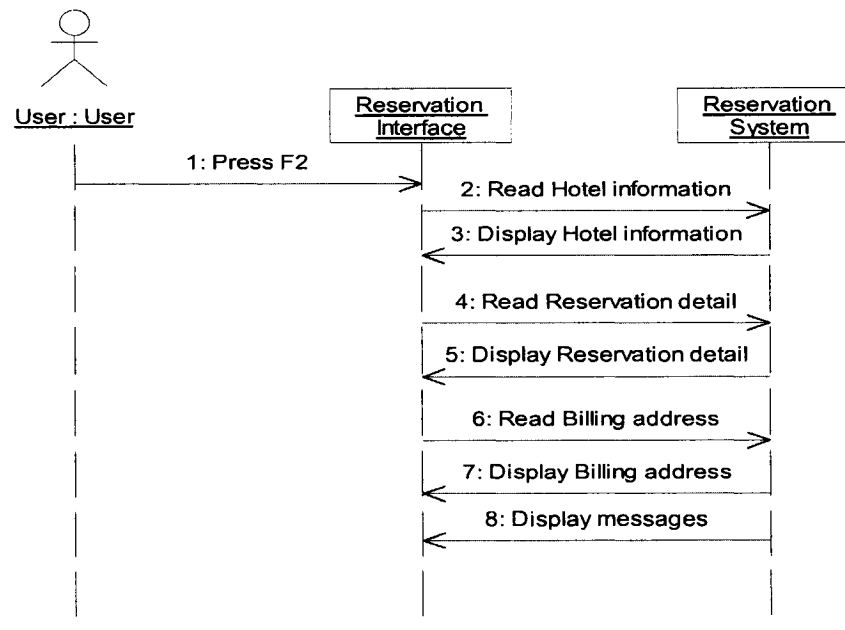 User : User
Reservation
Interface
Reservation
System
1: Press F2
2: Read Hotel information
3: Display Hotel information
4: Read Reservation detail
5: Display Reservation detail
6: Read Billing address
7: Display Billing address
8: Display messages